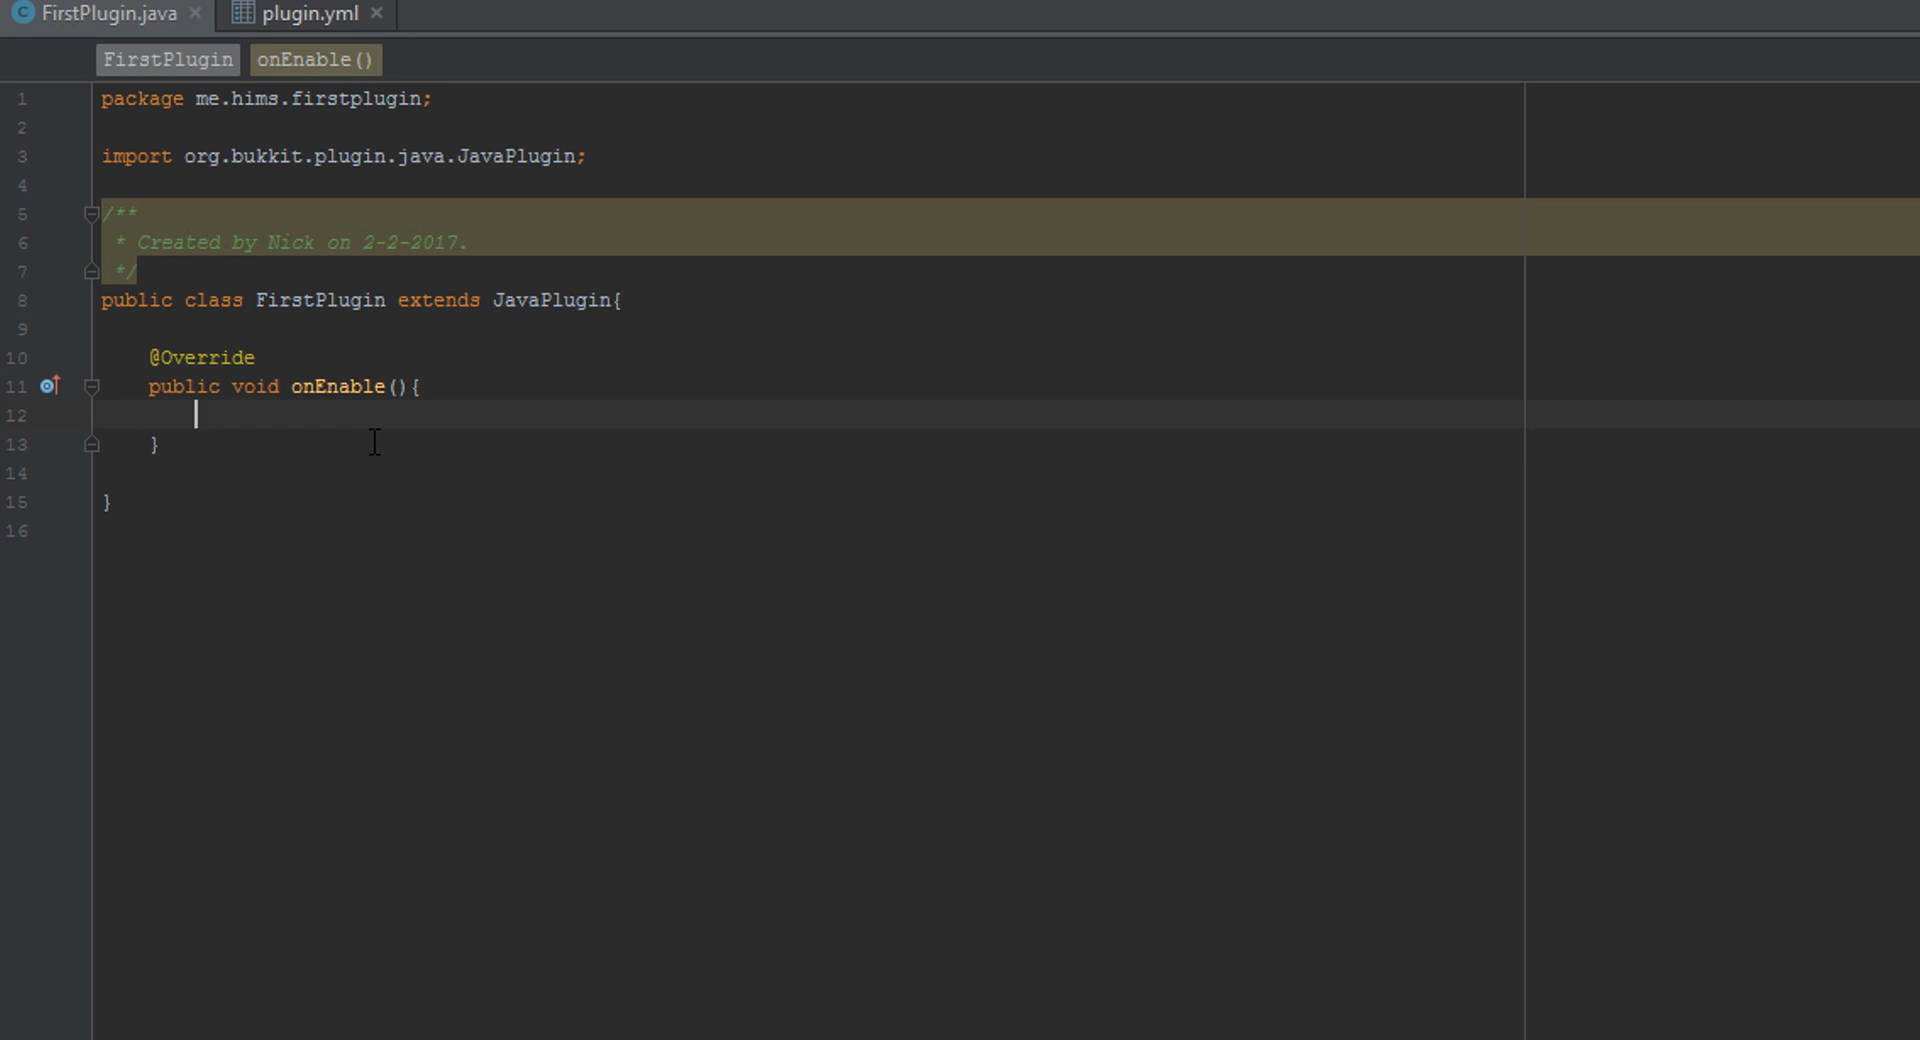 FirstPlugin.java plugin.yml
FirstPlugin onEnable()
1 package me.hims.firstplugin;
2
3 import org.bukkit.plugin.java.JavaPlugin;
4
5 /**
6 * Created by Nick on 2-2-2017.
7 */
8 public class FirstPlugin extends JavaPlugin{
9
10 @Override
11 public void onEnable(){
12
13 }
14
15 }
16